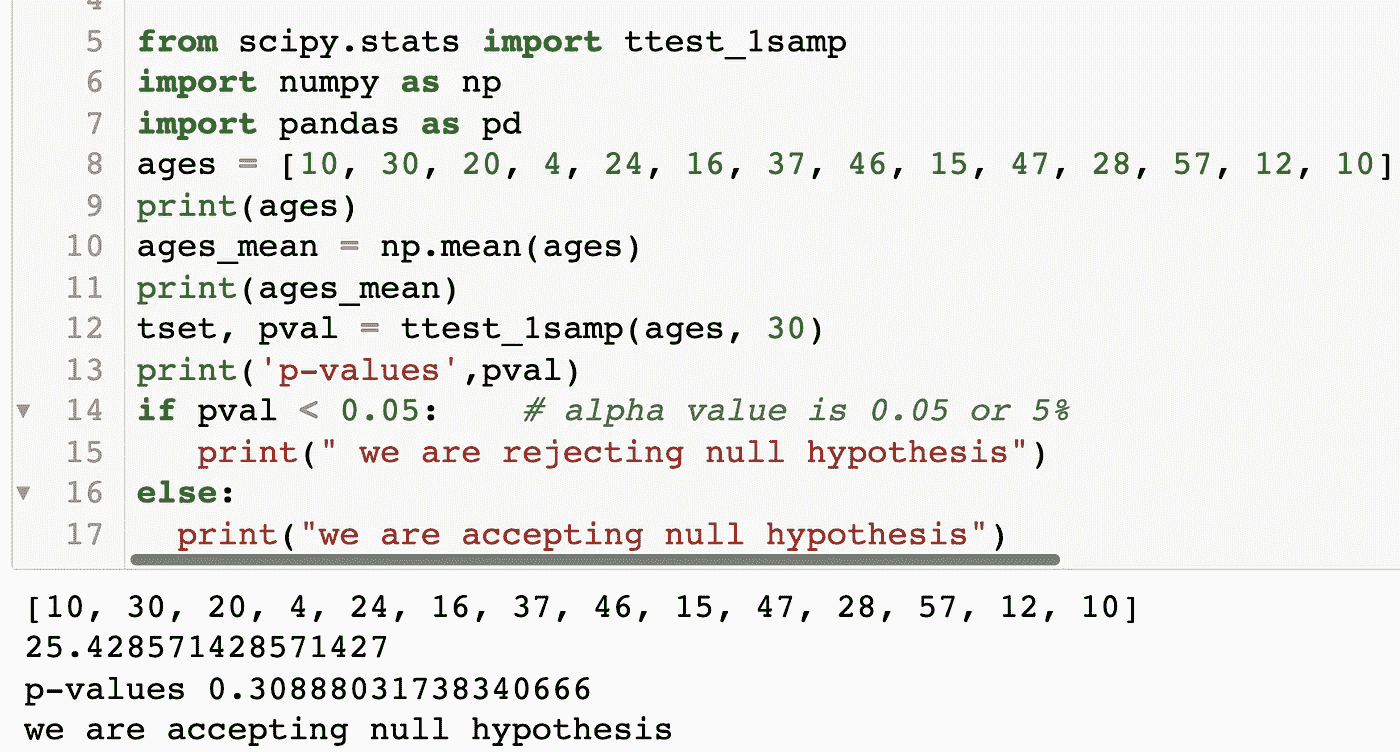 4
5 from scipy.stats import ttest_1samp
6 import numpy as np
7 import pandas as pd
8 ages = [10, 30, 20, 4, 24, 16, 37, 46, 15, 47, 28, 57, 12, 10]
9 print(ages)
10 ages_mean = np.mean(ages)
11 print(ages_mean)
12 tset, pval = ttest_1samp(ages, 30)
13 print('p-values',pval)
14 if pval < 0.05:    # alpha value is 0.05 or 5%
15    print(" we are rejecting null hypothesis")
16 else:
17   print("we are accepting null hypothesis")
[10, 30, 20, 4, 24, 16, 37, 46, 15, 47, 28, 57, 12, 10]
25.428571428571427
p-values 0.30888031738340666
we are accepting null hypothesis